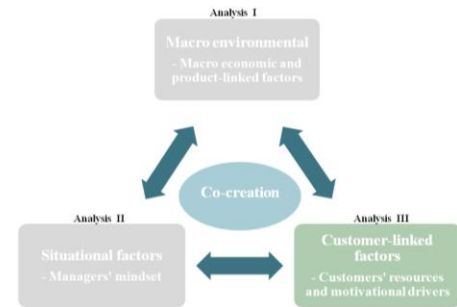 Analysis I
Macro environmental
- Macro economic and
product-linked factors
Co-creation
Analysis II
Situational factors
- Managers' mindset
Analysis III
Customer-linked
factors
- Customers' resources
and motivational drivers